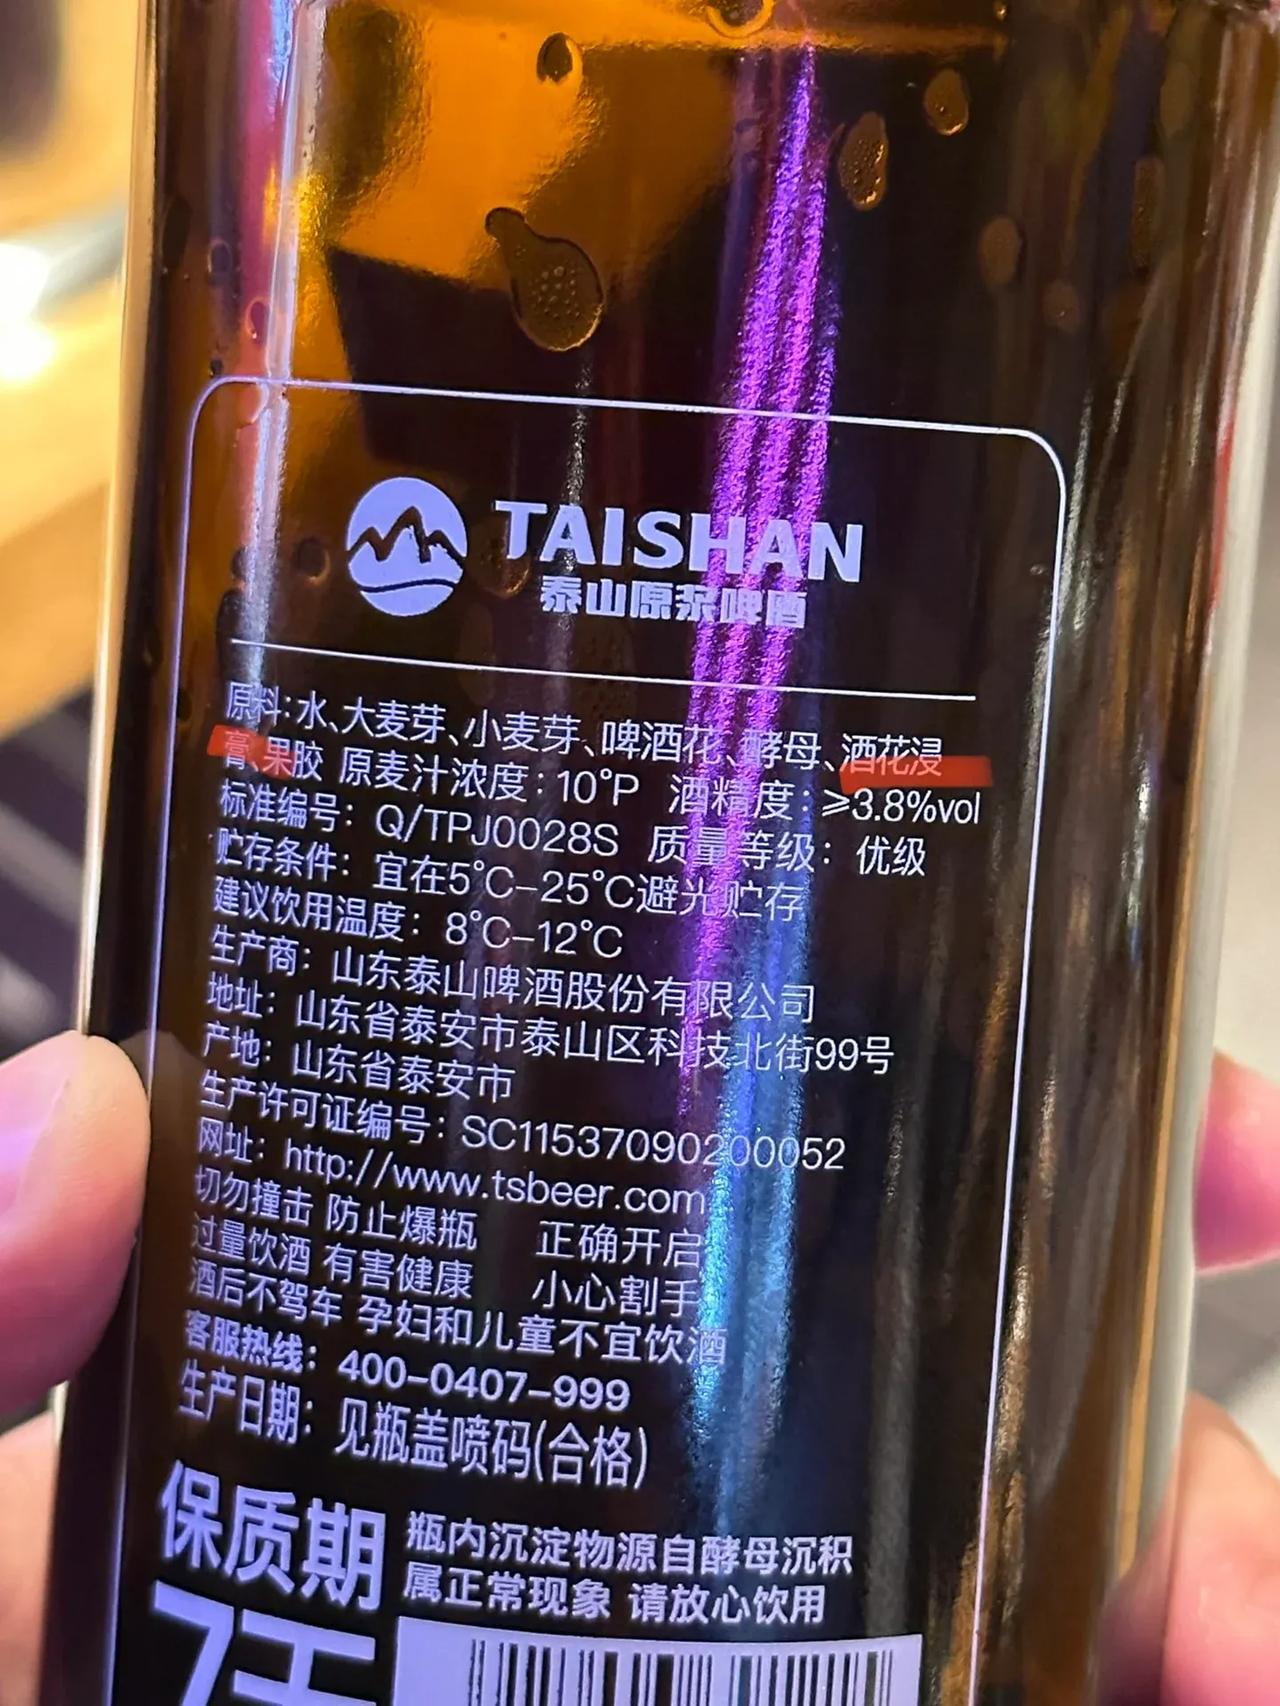 TAISHAN
泰山原浆啤酒
原料:水、大麦芽、小麦芽、啤酒花、酵母、酒花浸
膏、果胶 原麦汁浓度:10°P 酒精度:≥3.8%vol
标准编号: Q/TPJ0028S 质量等级: 优级
贮存条件: 宜在5°C-25°C避光贮存
建议饮用温度: 8°C-12°C
生产商: 山东泰山啤酒股份有限公司
地址: 山东省泰安市泰山区科技北街99号
产地: 山东省泰安市
生产许可证编号: SC11537090200052
网址: http://www.tsbeer.com
切勿撞击 防止爆瓶 正确开启
过量饮酒 有害健康 小心割手
酒后不驾车 孕妇和儿童不宜饮酒
客服热线: 400-0407-999
生产日期: 见瓶盖喷码(合格)
保质期
7天
瓶内沉淀物源自酵母沉积
属正常现象 请放心饮用